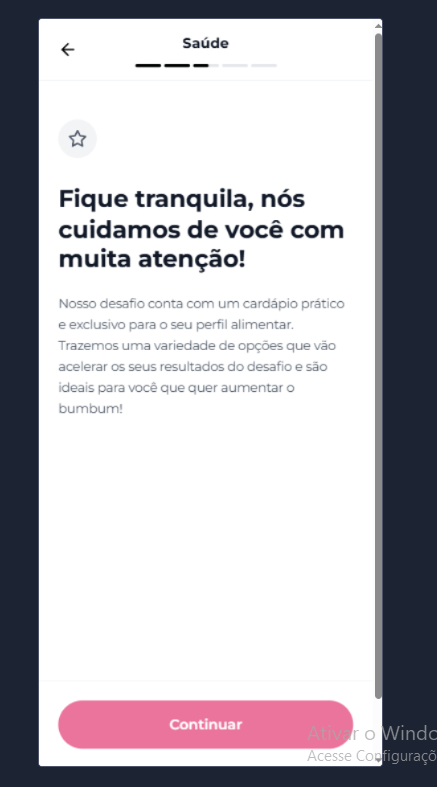 Saúde
Fique tranquila, nós
cuidamos de você com
muita atenção!
Nosso desafio conta com um cardápio prático
e exclusivo para o seu perfil alimentar.
Trazemos uma variedade de opções que vão
acelerar os seus resultados do desafio e são
ideais para você que quer aumentar o
bumbum!
Continuar
Ativar o Windo
Acesse Configuraçõ